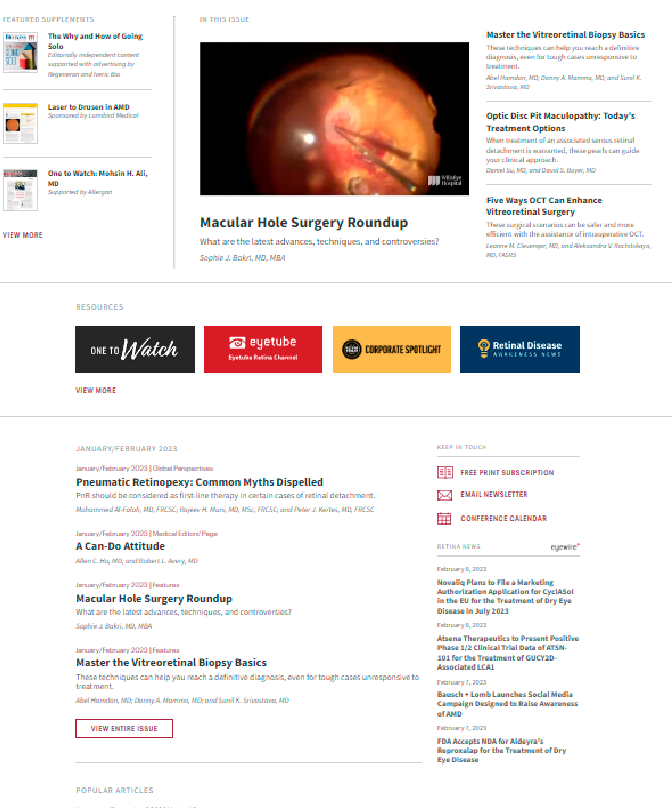 FEATURED SUPPLEMENTS
The Why and How of Going
Solo
Editorially independent content
supported with advertising by
Regeneron and Iveric Bio
Laser to Drusen in AMD
Sponsored by Lumibird Medical
One to Watch: Mohsin H. Ali,
MD
Supported by Allergan
VIEW MORE
IN THIS ISSUE
WillsEye
Hospital
Macular Hole Surgery Roundup
What are the latest advances, techniques, and controversies?
Sophie J. Bakri, MD, MBA
Master the Vitreoretinal Biopsy Basics
These techniques can help you reach a definitive
diagnosis, even for tough cases unresponsive to
treatment.
Abel Hamdan, MD; Danny A. Mammo, MD; and Sunil K.
Srivastava, MD
Optic Disc Pit Maculopathy: Today's
Treatment Options
When treatment of an associated serous retinal
detachment is warranted, these pearls can guide
your clinical approach.
Daniel Su, MD, and David S. Boyer, MD
Five Ways OCT Can Enhance
Vitreoretinal Surgery
These surgical scenarios can be safer and more
efficient with the assistance of intraoperative OCT.
Leanne M. Clevenger, MD, and Aleksandra V. Rachitskaya,
MD, FASRS
RESOURCES
ONE TO Watch
eyetube
Eyetube Retina Channel
CORPORATE SPOTLIGHT
Retinal Disease
AWARENESS NEWS
VIEW MORE
JANUARY/FEBRUARY 2023
January/February 2023 || Global Perspectives
Pneumatic Retinopexy: Common Myths Dispelled
PnR should be considered as first-line therapy in certain cases of retinal detachment.
Mohammed Al-Falah, MD, FRCSC; Rajeev H. Muni, MD, MSc, FRCSC; and Peter J. Kertes, MD, FRCSC
January/February 2023 || Medical Editors' Page
A Can-Do Attitude
Allen C. Ho, MD, and Robert L. Avery, MD
January/February 2023 || Features
Macular Hole Surgery Roundup
What are the latest advances, techniques, and controversies?
Sophie J. Bakri, MD, MBA
January/February 2023 || Features
Master the Vitreoretinal Biopsy Basics
These techniques can help you reach a definitive diagnosis, even for tough cases unresponsive to
treatment.
Abel Hamdan, MD; Danny A. Mammo, MD; and Sunil K. Srivastava, MD
VIEW ENTIRE ISSUE
POPULAR ARTICLES
KEEP IN TOUCH
FREE PRINT SUBSCRIPTION
EMAIL NEWSLETTER
CONFERENCE CALENDAR
RETINA NEWS
eyewire+
February 8, 2023
Novaliq Plans to File a Marketing
Authorization Application for CyclASol
in the EU for the Treatment of Dry Eye
Disease in July 2023
February 8, 2023
Atsena Therapeutics to Present Positive
Phase 1/2 Clinical Trial Data of ATSN-
101 for the Treatment of GUCY2D-
Associated LCA1
February 7, 2023
Bausch + Lomb Launches Social Media
Campaign Designed to Raise Awareness
of AMD
February 7, 2023
FDA Accepts NDA for Aldeyra's
Reproxalap for the Treatment of Dry
Eye Disease